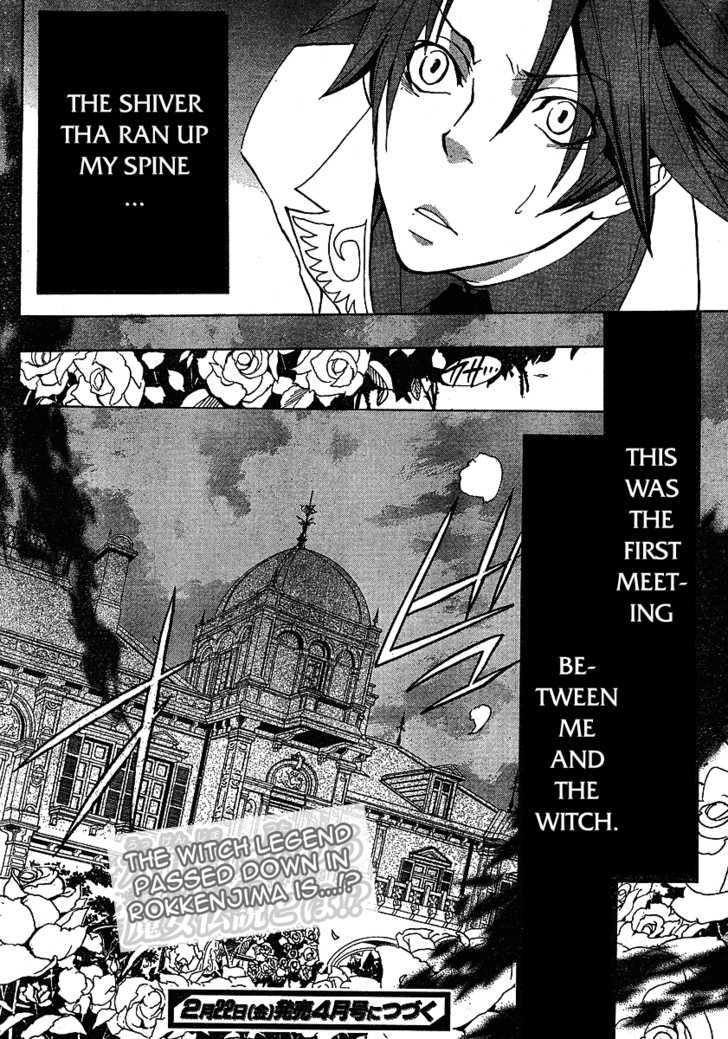 THE SHIVER
THA RAN UP
MY SPINE
...
THIS
WAS
THE
FIRST
MEET-
ING
BE-
TWEEN
ME
AND
THE
WITCH.
THE WITCH LEGEND
PASSED DOWN IN
ROKKENJIMA IS...!?
2月22日(金)発売4月号につづく